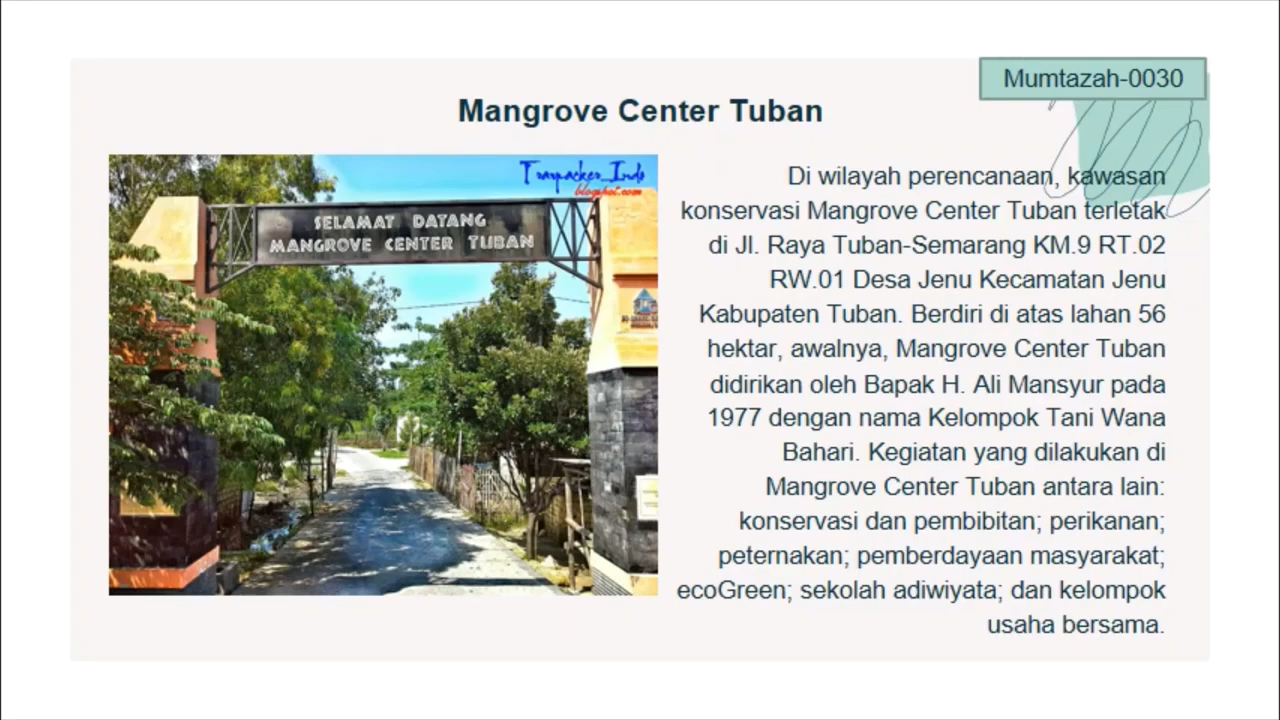 Mumtazah-0030
Mangrove Center Tuban
Travpacker_Indo
blogspot.com
SELAMAT DATANG
MANGROVE CENTER TUBAN
Di wilayah perencanaan, kawasan
konservasi Mangrove Center Tuban terletak
di Jl. Raya Tuban-Semarang KM.9 RT.02
RW.01 Desa Jenu Kecamatan Jenu
Kabupaten Tuban. Berdiri di atas lahan 56
hektar, awalnya, Mangrove Center Tuban
didirikan oleh Bapak H. Ali Mansyur pada
1977 dengan nama Kelompok Tani Wana
Bahari. Kegiatan yang dilakukan di
Mangrove Center Tuban antara lain:
konservasi dan pembibitan; perikanan;
peternakan; pemberdayaan masyarakat;
ecoGreen; sekolah adiwiyata; dan kelompok
usaha bersama.